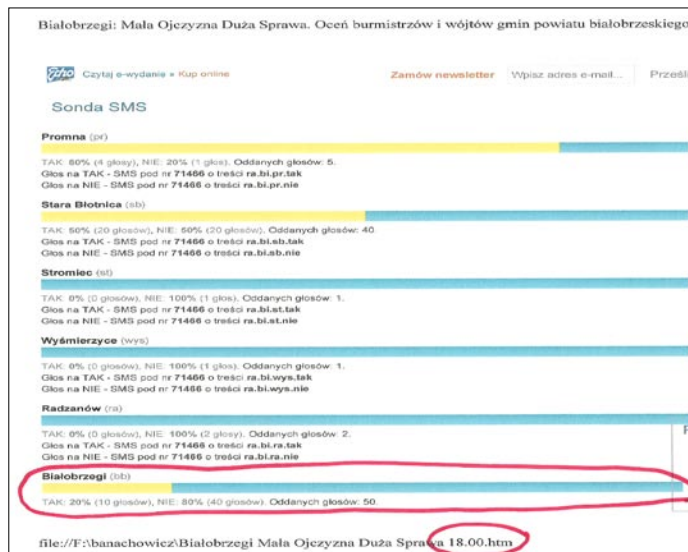 Białobrzegi: Mała Ojczyzna Duża Sprawa. Oceń burmistrzów i wójtów gmin powiatu białobrzeskiego
echo Czytaj e-wydanie » Kup online Zamów newsletter Wpisz adres e-mail... Prześli
Sonda SMS
Promna (pr)
TAK: 80% (4 głosy), NIE: 20% (1 głos). Oddanych głosów: 5.
Głos na TAK - SMS pod nr 71466 o treści ra.bi.pr.tak
Głos na NIE - SMS pod nr 71466 o treści ra.bi.pr.nie
Stara Błotnica (sb)
TAK: 50% (20 głosów), NIE: 50% (20 głosów). Oddanych głosów: 40.
Głos na TAK - SMS pod nr 71466 o treści ra.bi.sb.tak
Głos na NIE - SMS pod nr 71466 o treści ra.bi.sb.nie
Stromiec (st)
TAK: 0% (0 głosów), NIE: 100% (1 głos). Oddanych głosów: 1.
Głos na TAK - SMS pod nr 71466 o treści ra.bi.st.tak
Głos na NIE - SMS pod nr 71466 o treści ra.bi.st.nie
Wyśmierzyce (wys)
TAK: 0% (0 głosów), NIE: 100% (1 głos). Oddanych głosów: 1.
Głos na TAK - SMS pod nr 71466 o treści ra.bi.wys.tak
Głos na NIE - SMS pod nr 71466 o treści ra.bi.wys.nie
Radzanów (ra)
TAK: 0% (0 głosów), NIE: 100% (2 głosy). Oddanych głosów: 2.
Głos na TAK - SMS pod nr 71466 o treści ra.bi.ra.tak
Głos na NIE - SMS pod nr 71466 o treści ra.bi.ra.nie
Białobrzegi (bb)
TAK: 20% (10 głosów), NIE: 80% (40 głosów). Oddanych głosów: 50.
file://F:\banachowicz\Białobrzegi Mała Ojczyzna Duża Sprawa 18.00.htm